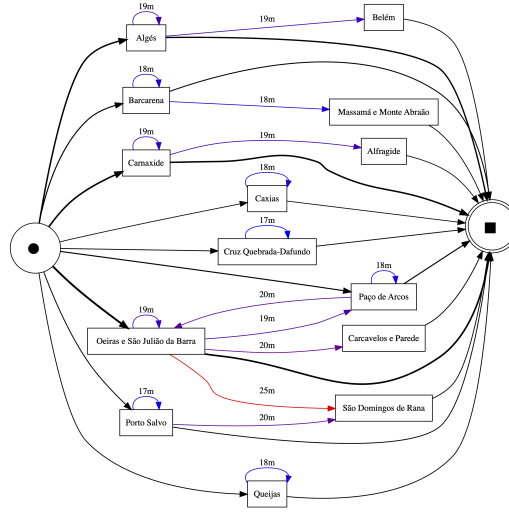 19m
19m
Belém
Algés
18m
Barcarena
18m
Massamá e Monte Abraão
19m
19m
Carnaxide
Alfragide
18m
Caxias
17m
Cruz Quebrada-Dafundo
18m
20m
Paço de Arcos
19m
19m
Oeiras e São Julião da Barra
20m
Carcavelos e Parede
25m
17m
São Domingos de Rana
20m
Porto Salvo
18m
Queijas